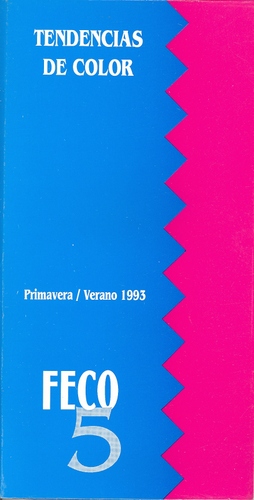 TENDENCIAS
DE COLOR
Primavera / Verano 1993
FECO
5